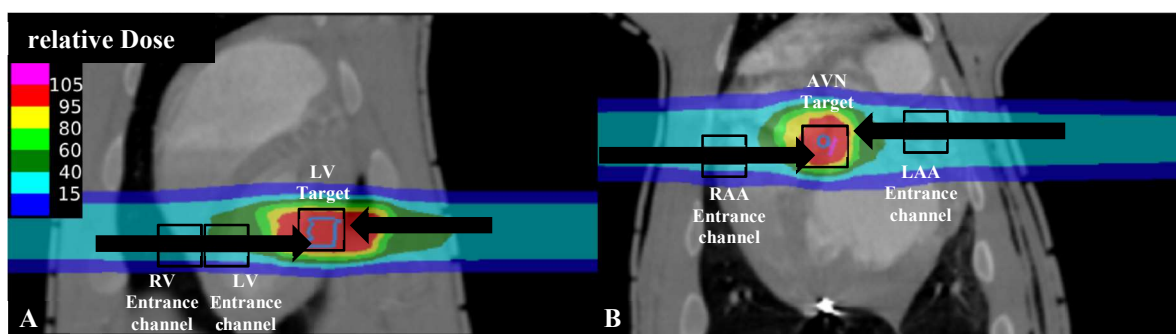 relative Dose
105
95
80
60
40
15
LV
Target
RV
Entrance
channel
LV
Entrance
channel
A
AVN
Target
RAA
Entrance
channel
LAA
Entrance
channel
B